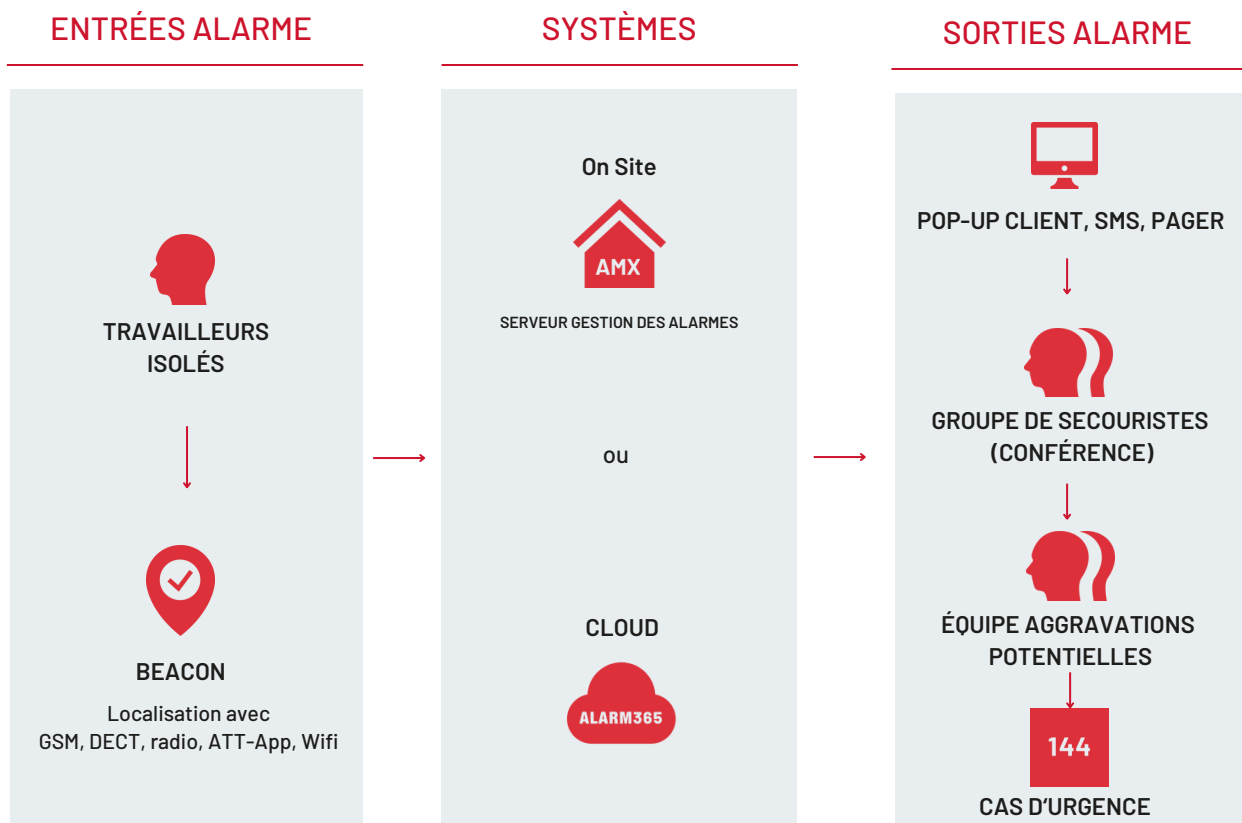 ENTRÉES ALARME
TRAVAILLEURS
ISOLÉS
BEACON
Localisation avec
GSM, DECT, radio, ATT-App, Wifi
SYSTÈMES
On Site
AMX
SERVEUR GESTION DES ALARMES
ou
CLOUD
ALARM365
SORTIES ALARME
POP-UP CLIENT, SMS, PAGER
GROUPE DE SECOURISTES
(CONFÉRENCE)
ÉQUIPE AGGRAVATIONS
POTENTIELLES
144
CAS D'URGENCE